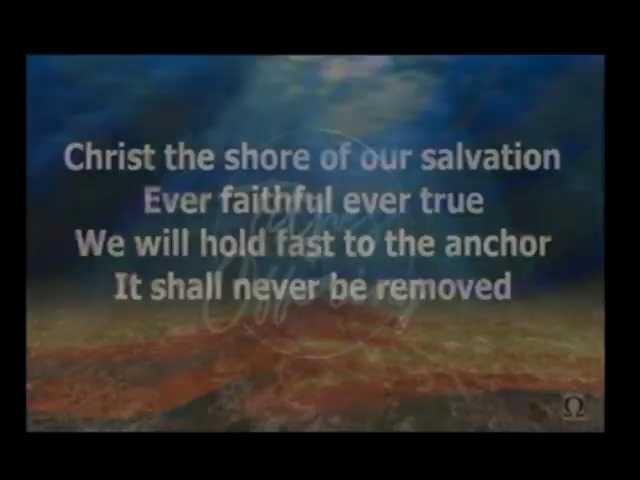 Christ the shore of our salvation
Ever faithful ever true
We will hold fast to the anchor
It shall never be removed
Offering
Ω